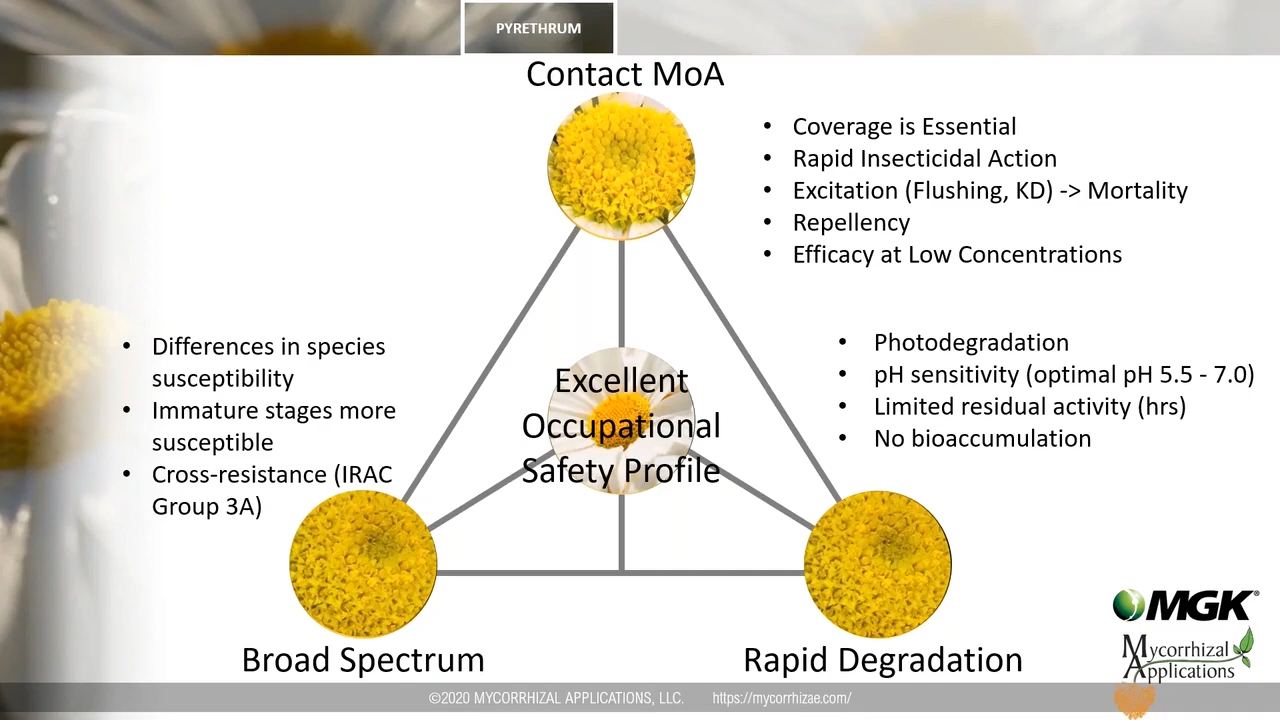 PYRETHRUM
Contact MoA
• Coverage is Essential
• Rapid Insecticidal Action
• Excitation (Flushing, KD) -> Mortality
• Repellency
• Efficacy at Low Concentrations
• Differences in species
susceptibility
• Immature stages more
susceptible
• Cross-resistance (IRAC
Group 3A)
Excellent
Occupational
Safety Profile
• Photodegradation
• pH sensitivity (optimal pH 5.5 - 7.0)
• Limited residual activity (hrs)
• No bioaccumulation
Broad Spectrum
Rapid Degradation
MGK®
Mycorrhizal
Applications
©2020 MYCORRHIZAL APPLICATIONS, LLC. https://mycorrhizae.com/